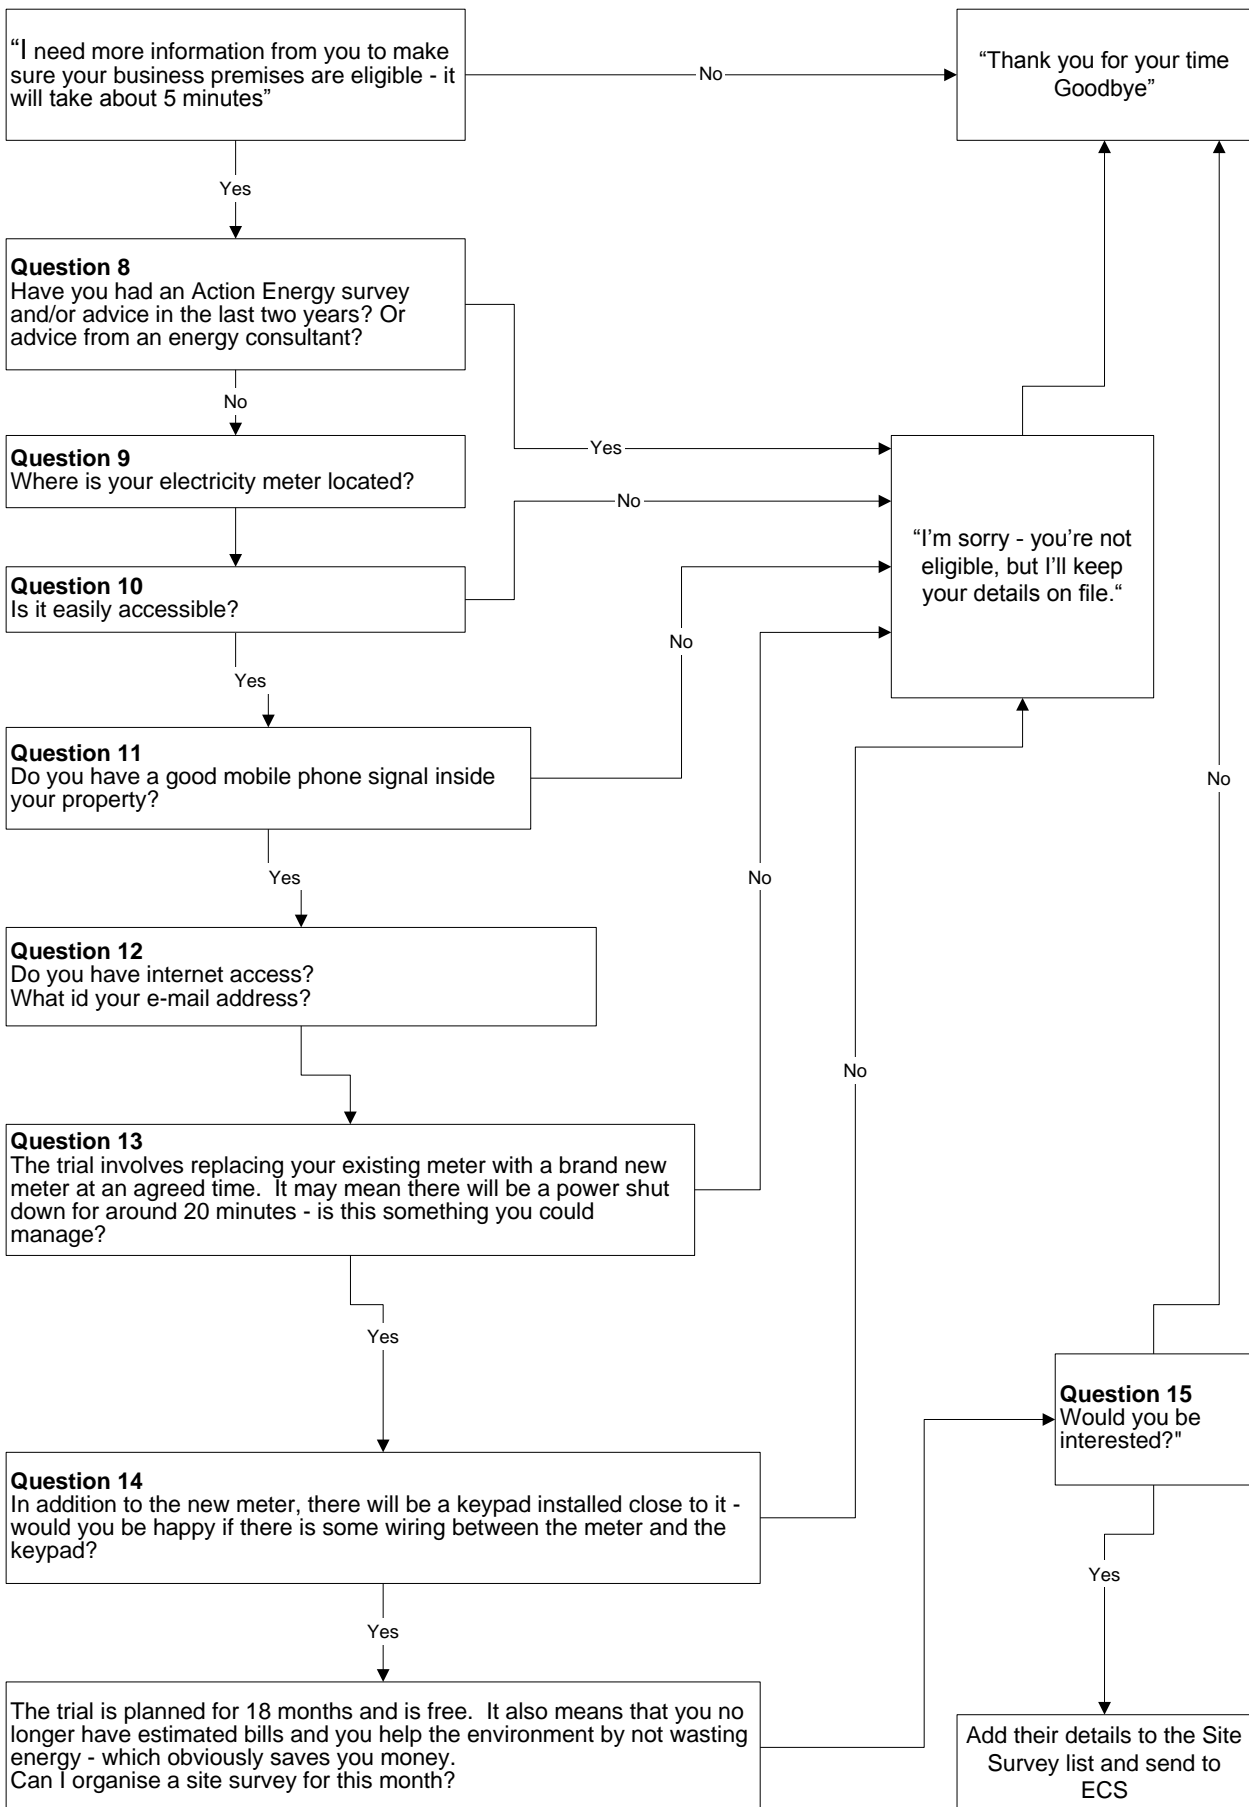 “I need more information from you to make
sure your business premises are eligible - it
will take about 5 minutes”
No
“Thank you for your time
Goodbye”
Yes
Question 8
Have you had an Action Energy survey
and/or advice in the last two years? Or
advice from an energy consultant?
No
Yes
Question 9
Where is your electricity meter located?
No
“I’m sorry - you’re not
eligible, but I’ll keep
your details on file.“
Question 10
Is it easily accessible?
No
Yes
Question 11
Do you have a good mobile phone signal inside
your property?
No
Yes
No
Question 12
Do you have internet access?
What id your e-mail address?
No
Question 13
The trial involves replacing your existing meter with a brand new
meter at an agreed time.  It may mean there will be a power shut
down for around 20 minutes - is this something you could
manage?
Yes
Question 15
Would you be
interested?"
Question 14
In addition to the new meter, there will be a keypad installed close to it -
would you be happy if there is some wiring between the meter and the
keypad?
Yes
Yes
The trial is planned for 18 months and is free.  It also means that you no
longer have estimated bills and you help the environment by not wasting
energy - which obviously saves you money.
Can I organise a site survey for this month?
Add their details to the Site
Survey list and send to
ECS